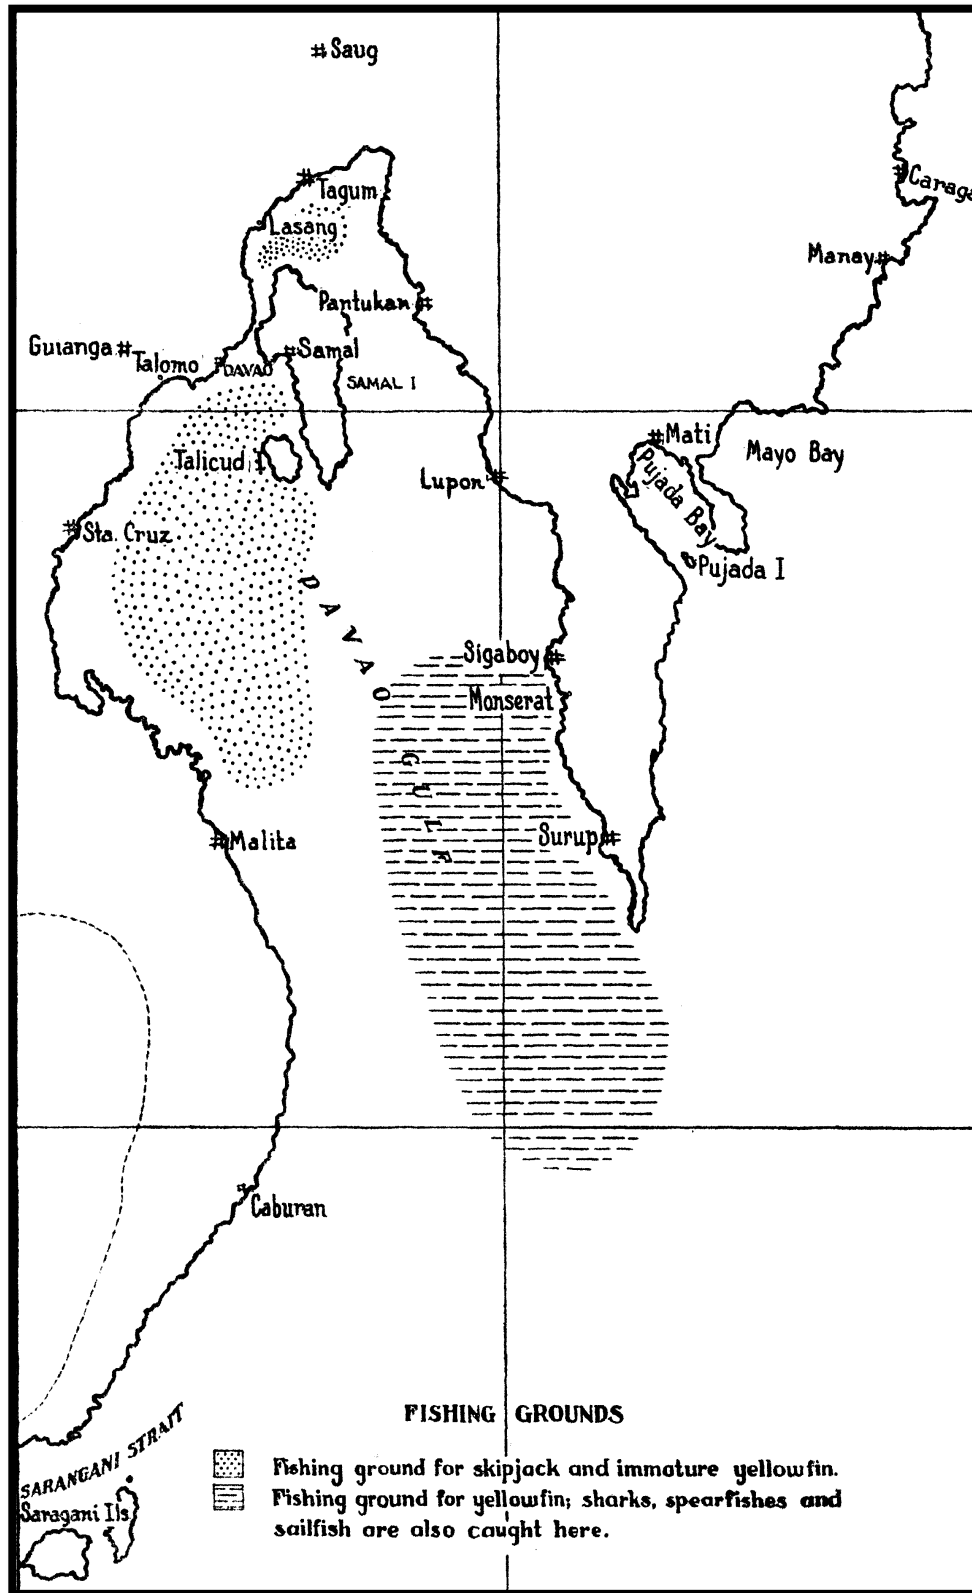 Saug
Tagum
Lasang
Caraga
Manay
Pantukan
Guianga
Talomo
DAVAO
Samal
SAMAL I
Mati
Mayo Bay
Talicud I
Lupon
Pujada Bay
Sta. Cruz
Pujada I
DAVAO GULF
Sigaboy
Monserat
Surup
Malita
Caburan
FISHING GROUNDS
SARANGANI STRAIT
Fishing ground for skipjack and immature yellowfin.
Saragani Ils
Fishing ground for yellowfin; sharks, spearfishes and
sailfish are also caught here.